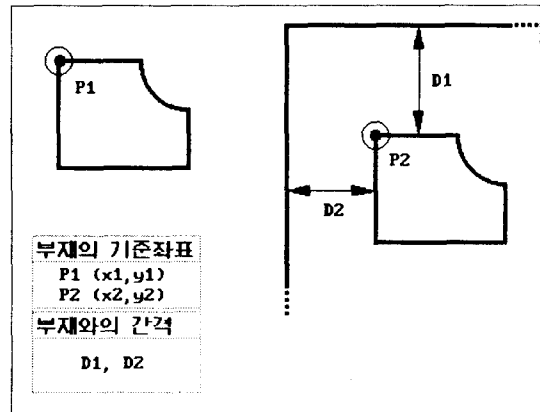 P1
D1
P2
D2
부재의 기준좌표
P1 (x1,y1)
P2 (x2,y2)
부재와의 간격
D1, D2